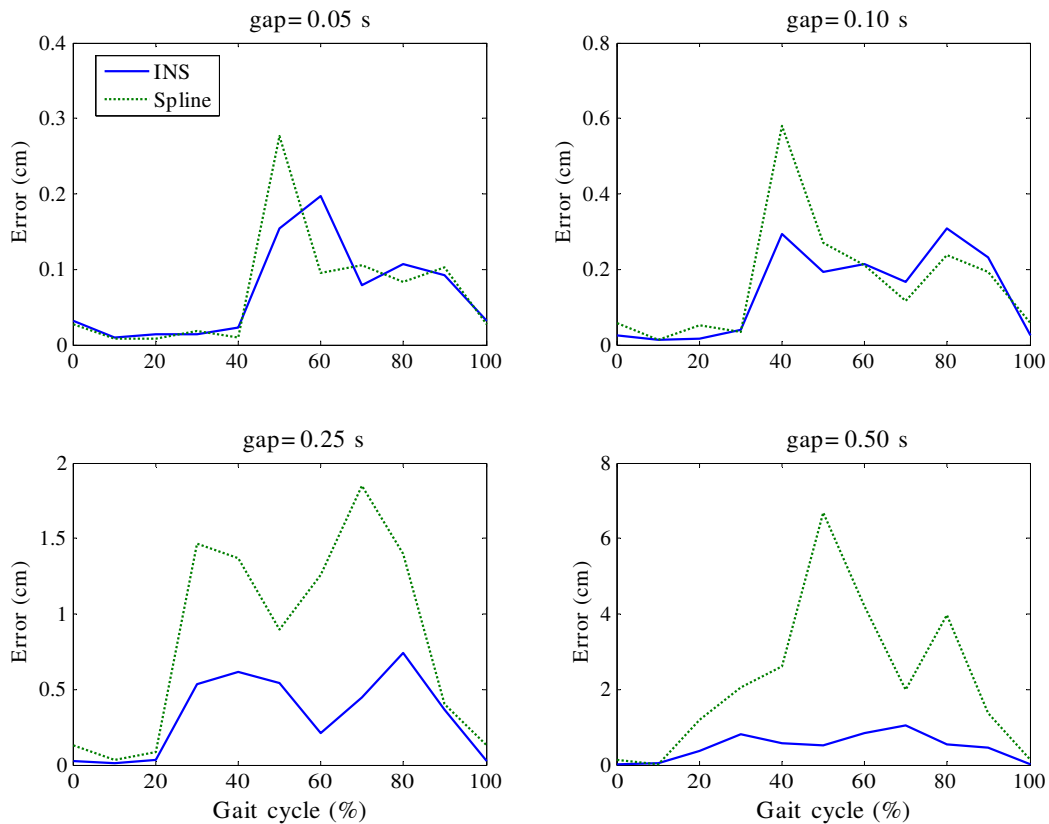 gap= 0.05 s
0.4
0.3
0.2
0.1
0
Error (cm)
INS
Spline
0 20 40 60 80 100
gap= 0.10 s
0.8
0.6
0.4
0.2
0
Error (cm)
0 20 40 60 80 100
gap= 0.25 s
2
1.5
1
0.5
0
Error (cm)
0 20 40 60 80 100
Gait cycle (%)
gap= 0.50 s
8
6
4
2
0
Error (cm)
0 20 40 60 80 100
Gait cycle (%)